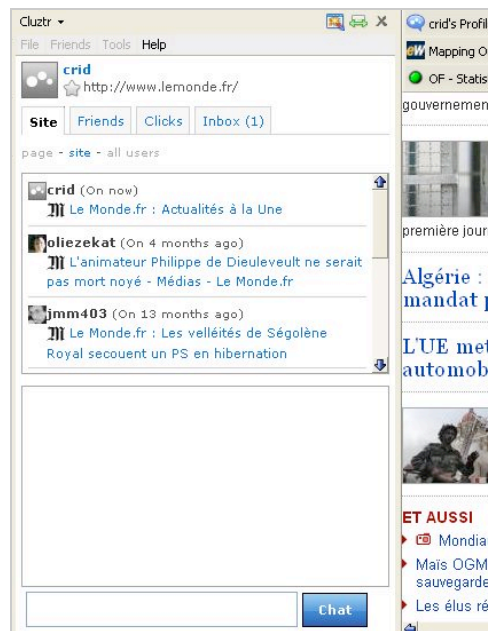 Cluztr
File Friends Tools Help
crid
http://www.lemonde.fr/
Site Friends Clicks Inbox (1)
page - site - all users
crid (On now)
Le Monde.fr : Actualités à la Une
oliezekat (On 4 months ago)
L'animateur Philippe de Dieuleveult ne serait
pas mort noyé - Médias - Le Monde.fr
jmm403 (On 13 months ago)
Le Monde.fr : Les velléités de Ségolène
Royal secouent un PS en hibernation
Chat
crid's Profil
Mapping O
OF - Statis
gouvernemen
première jour
Algérie :
mandat p
L'UE met
automob
ET AUSSI
Mondia
Maïs OGM
sauvegarde
Les élus ré